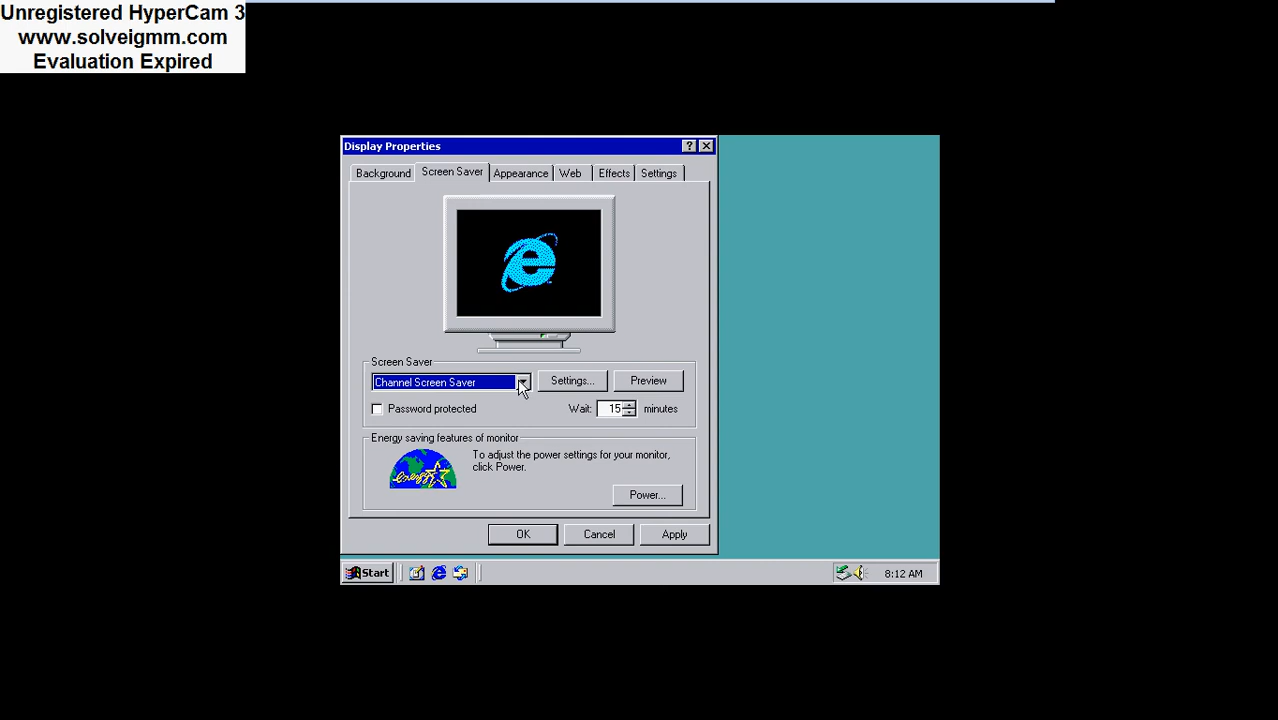 Unregistered HyperCam 3
www.solveigmm.com
Evaluation Expired
Display Properties
Background Screen Saver Appearance Web Effects Settings
Screen Saver
Channel Screen Saver Settings... Preview
Password protected Wait: 15 minutes
Energy saving features of monitor
energy
To adjust the power settings for your monitor,
click Power.
Power...
OK Cancel Apply
Start 8:12 AM